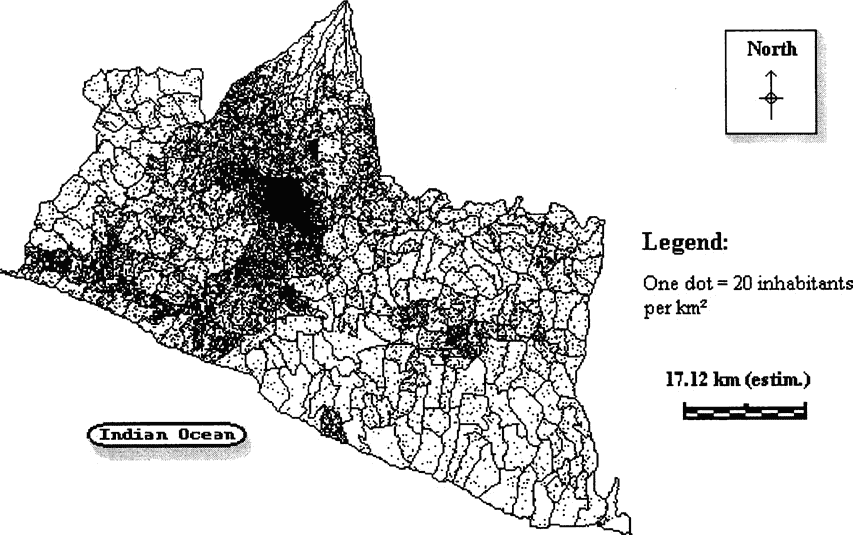 North
Legend:
One dot = 20 inhabitants
per km²
17.12 km (estim.)
Indian Ocean